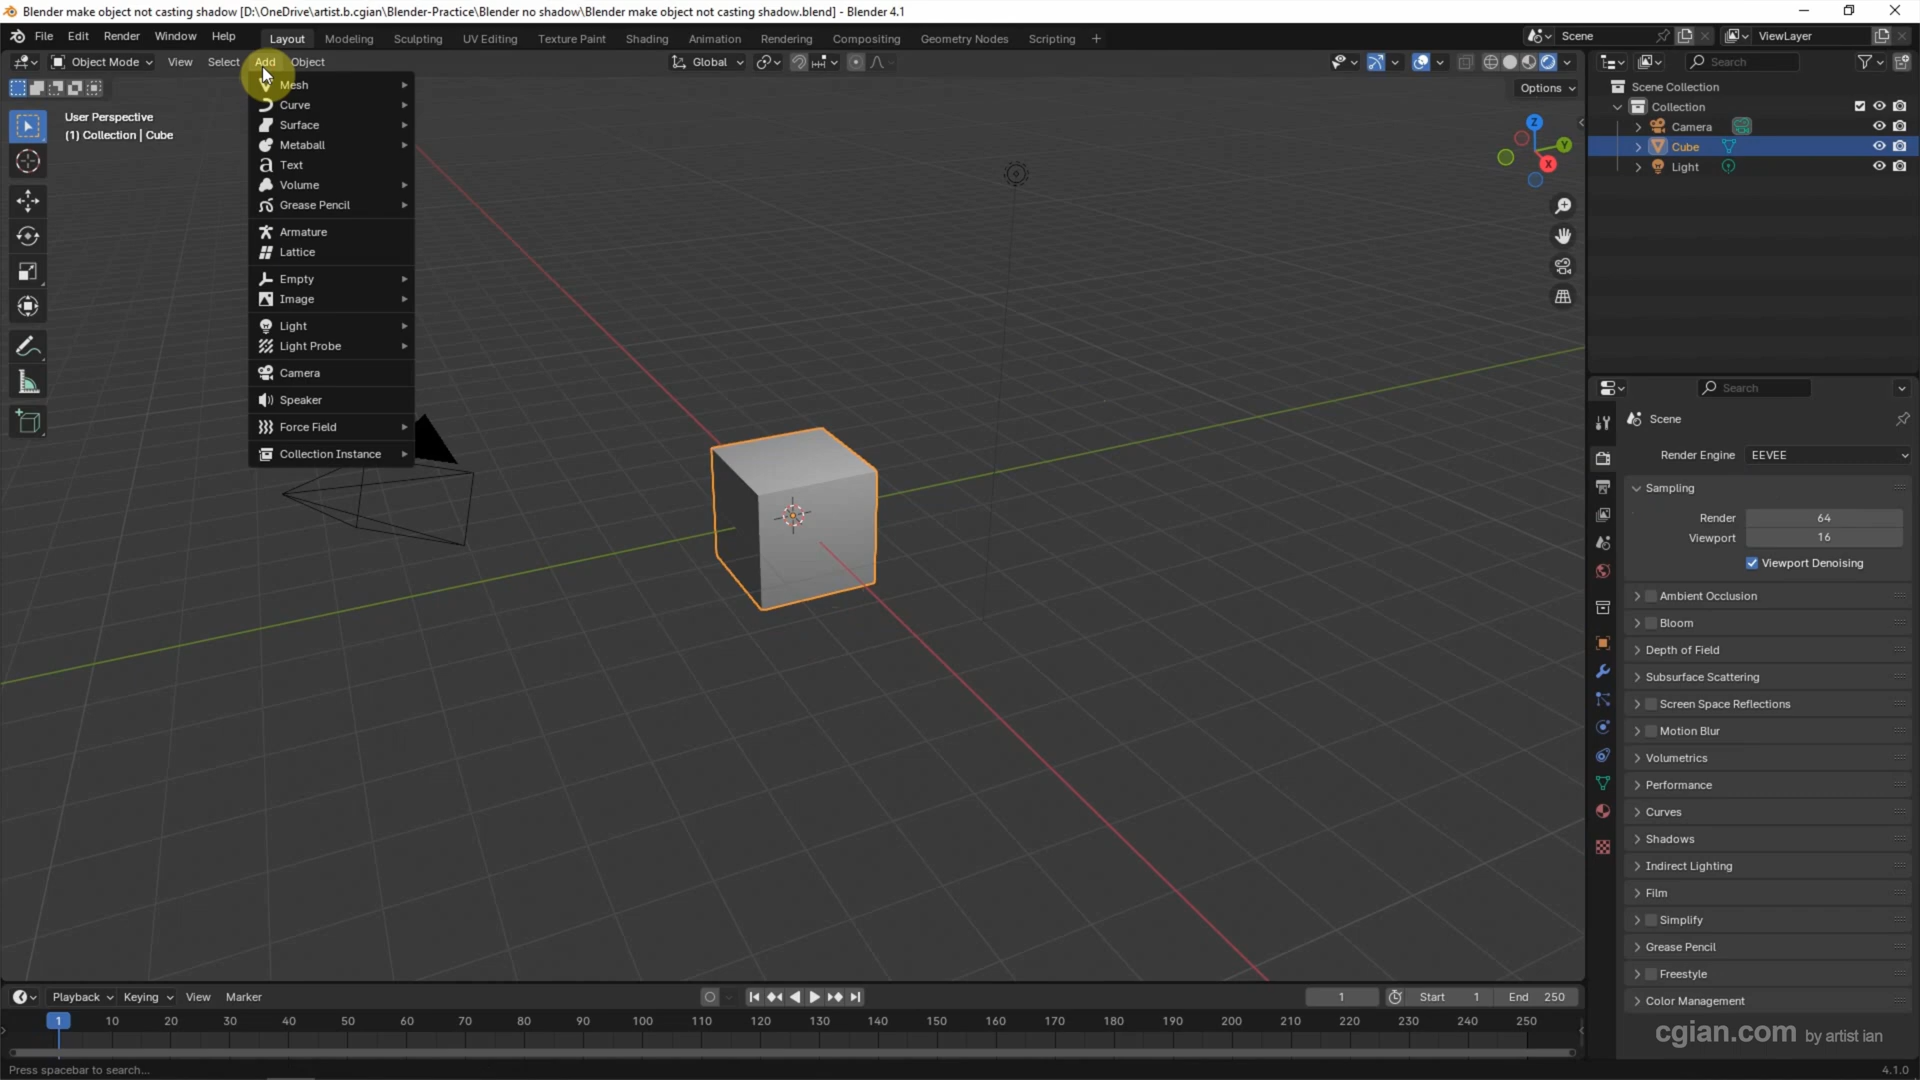 Blender make object not casting shadow [D:\OneDrive\artist.b.cgian\Blender-Practice\Blender no shadow\Blender make object not casting shadow.blend] - Blender 4.1
File Edit Render Window Help Layout Modeling Sculpting UV Editing Texture Paint Shading Animation Rendering Compositing Geometry Nodes Scripting + Scene ViewLayer
Object Mode View Select Add Object Global Search
Options
User Perspective
(1) Collection | Cube
Mesh
Curve
Surface
Metaball
Text
Volume
Grease Pencil
Armature
Lattice
Empty
Image
Light
Light Probe
Camera
Speaker
Force Field
Collection Instance
Z
Y
X
Scene Collection
Collection
Camera
Cube
Light
Search
Scene
Render Engine EEVEE
Sampling
Render 64
Viewport 16
Viewport Denoising
Ambient Occlusion
Bloom
Depth of Field
Subsurface Scattering
Screen Space Reflections
Motion Blur
Volumetrics
Performance
Curves
Shadows
Indirect Lighting
Film
Simplify
Grease Pencil
Freestyle
Color Management
cgian.com by artist ian
Playback Keying View Marker 1 Start 1 End 250
1 10 20 30 40 50 60 70 80 90 100 110 120 130 140 150 160 170 180 190 200 210 220 230 240 250
Press spacebar to search... 4.1.0